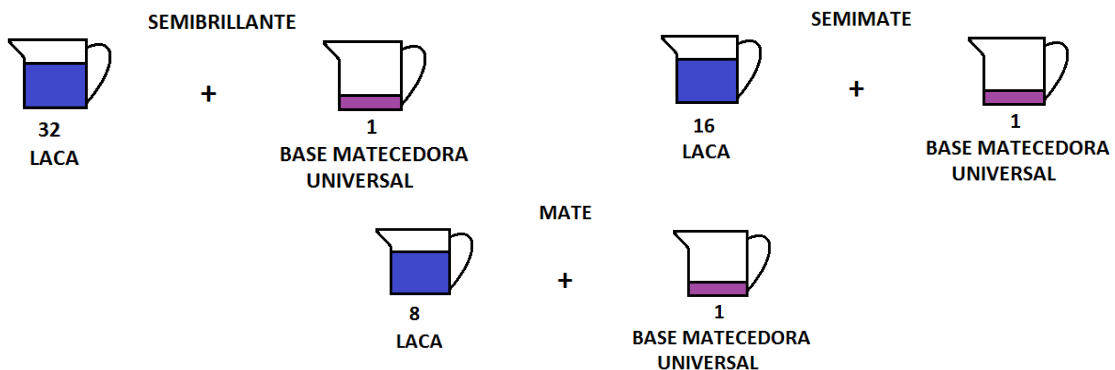 SEMIBRILLANTE
+
32
LACA
1
BASE MATECEDORA
UNIVERSAL
SEMIMATE
+
16
LACA
1
BASE MATECEDORA
UNIVERSAL
MATE
+
8
LACA
1
BASE MATECEDORA
UNIVERSAL